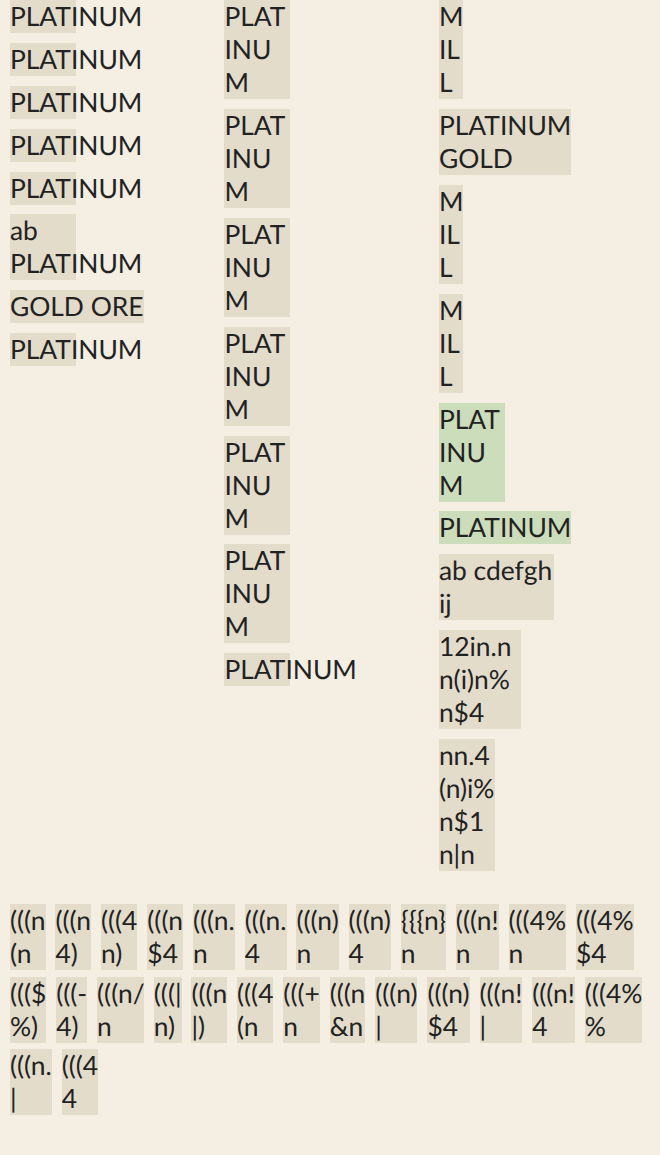 PLATINUM
PLATINUM
PLATINUM
PLATINUM
PLATINUM
ab
PLATINUM
GOLD ORE
PLATINUM
PLAT
INU
M
PLAT
INU
M
PLAT
INU
M
PLAT
INU
M
PLAT
INU
M
PLAT
INU
M
PLATINUM
M
IL
L
PLATINUM
GOLD
M
IL
L
M
IL
L
PLAT
INU
M
PLATINUM
ab cdefgh
ij
12in.n
n(i)n%
n$4
nn.4
(n)i%
n$1
n|n
(((n
(n
(((n
4)
(((4
n)
(((n
$4
(((n.
n
(((n.
4
(((n)
n
(((n)
4
{{{n}
n
(((n!
n
(((4%
n
(((4%
$4
((($
%)
(((-
4)
(((n/
n
(((|
n)
(((n
|)
(((4
(n
(((+
n
(((n
&n
(((n)
|
(((n)
$4
(((n!
|
(((n!
4
(((4%
%
(((n.
|
(((4
4